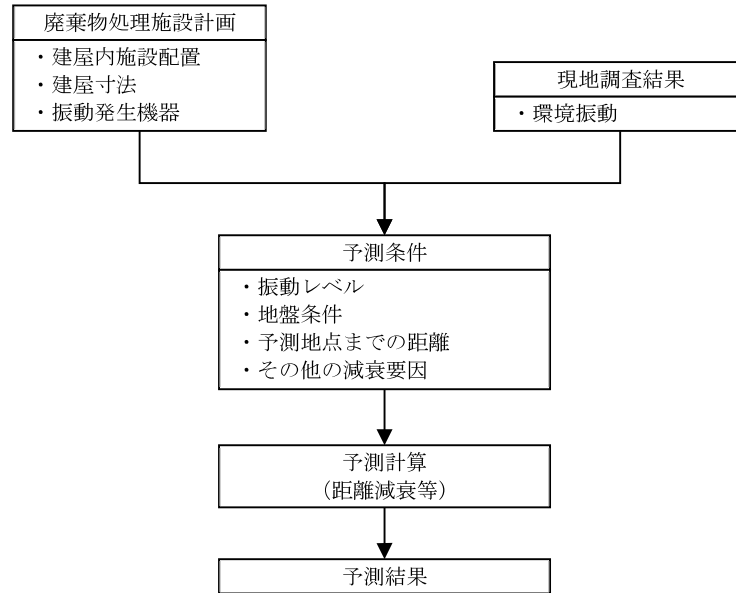 廃棄物処理施設計画
・建屋内施設配置
・建屋寸法
・振動発生機器
現地調査結果
・環境振動
予測条件
・振動レベル
・地盤条件
・予測地点までの距離
・その他の減衰要因
予測計算
（距離減衰等）
予測結果